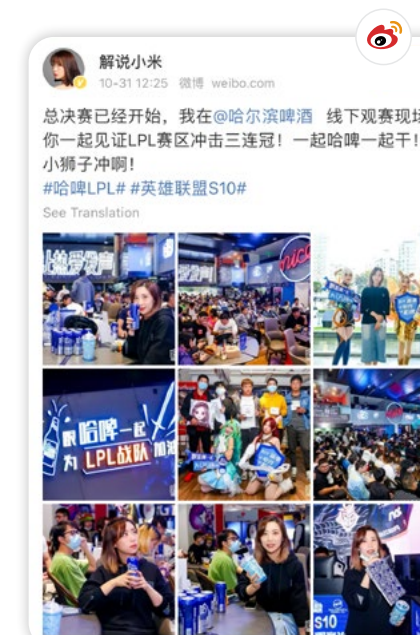 解说小米
10-31 12:25 微博 weibo.com
总决赛已经开始，我在@哈尔滨啤酒 线下观赛现场
你一起见证LPL赛区冲击三连冠！一起哈啤一起干！
小狮子冲啊！
#哈啤LPL# #英雄联盟S10#
See Translation
nice
跟哈啤一起
为 LPL战队 加油
S10